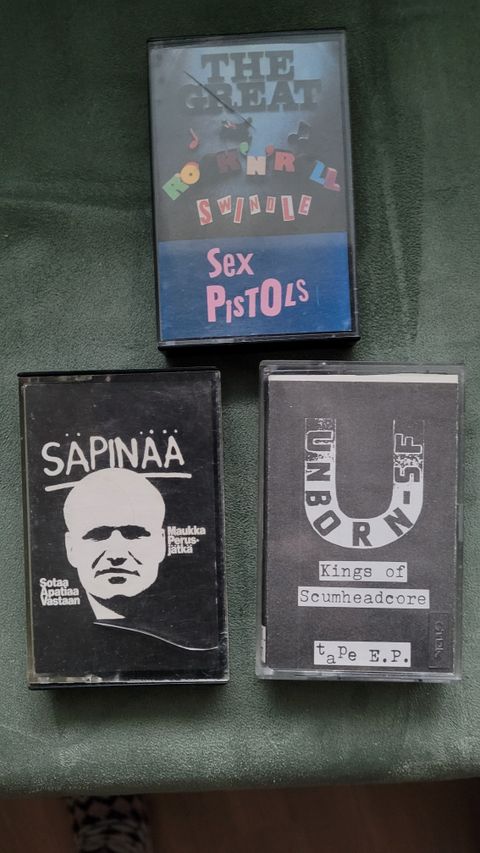 THE
GREAT
ROCK'N'ROLL
SWINDLE
Sex
PISTOLS
SÄPINÄÄ
Maukka
Perus-
jätkä
Sotaa
Apatiaa
Vastaan
UNBORN-SF
Kings of
Scumheadcore
tape E.P.